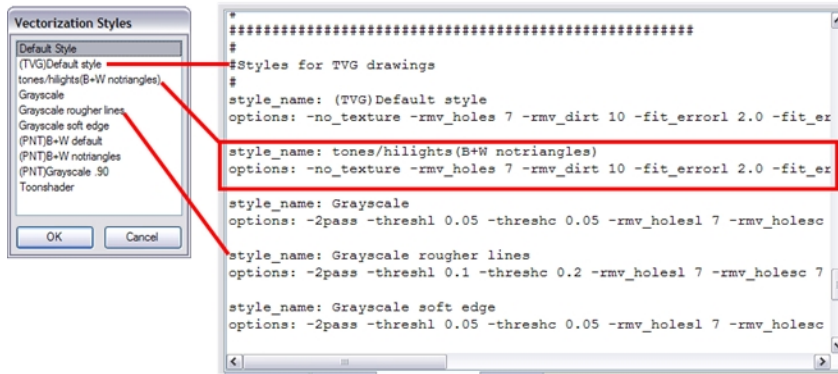 Vectorization Styles
Default Style
(TVG)Default style
tones/hilights(B+W notriangles)
Grayscale
Grayscale rougher lines
Grayscale soft edge
(PNT)B+W default
(PNT)B+W notriangles
(PNT)Grayscale .90
Toonshader
OK
Cancel
#
######################################################
#
#Styles for TVG drawings
#
style_name: (TVG)Default style
options: -no_texture -rmv_holes 7 -rmv_dirt 10 -fit_errorl 2.0 -fit_er
style_name: tones/hilights(B+W notriangles)
options: -no_texture -rmv_holes 7 -rmv_dirt 10 -fit_errorl 2.0 -fit_er
style_name: Grayscale
options: -2pass -threshl 0.05 -threshc 0.05 -rmv_holesl 7 -rmv_holesc
style_name: Grayscale rougher lines
options: -2pass -threshl 0.1 -threshc 0.2 -rmv_holesl 7 -rmv_holesc 7
style_name: Grayscale soft edge
options: -2pass -threshl 0.05 -threshc 0.05 -rmv_holesl 7 -rmv_holesc